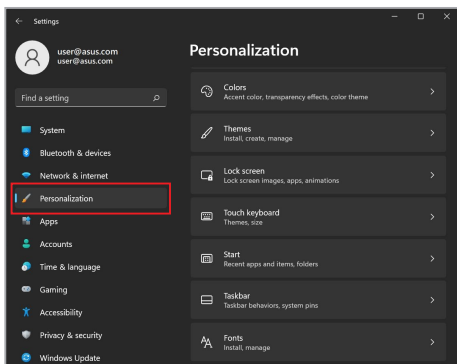 Settings
user@asus.com
user@asus.com
Find a setting
System
Bluetooth & devices
Network & internet
Personalization
Apps
Accounts
Time & language
Gaming
Accessibility
Privacy & security
Windows Update
Personalization
Colors
Accent color, transparency effects, color theme
Themes
Install, create, manage
Lock screen
Lock screen images, apps, animations
Touch keyboard
Themes, size
Start
Recent apps and items, folders
Taskbar
Taskbar behaviors, system pins
Fonts
Install, manage